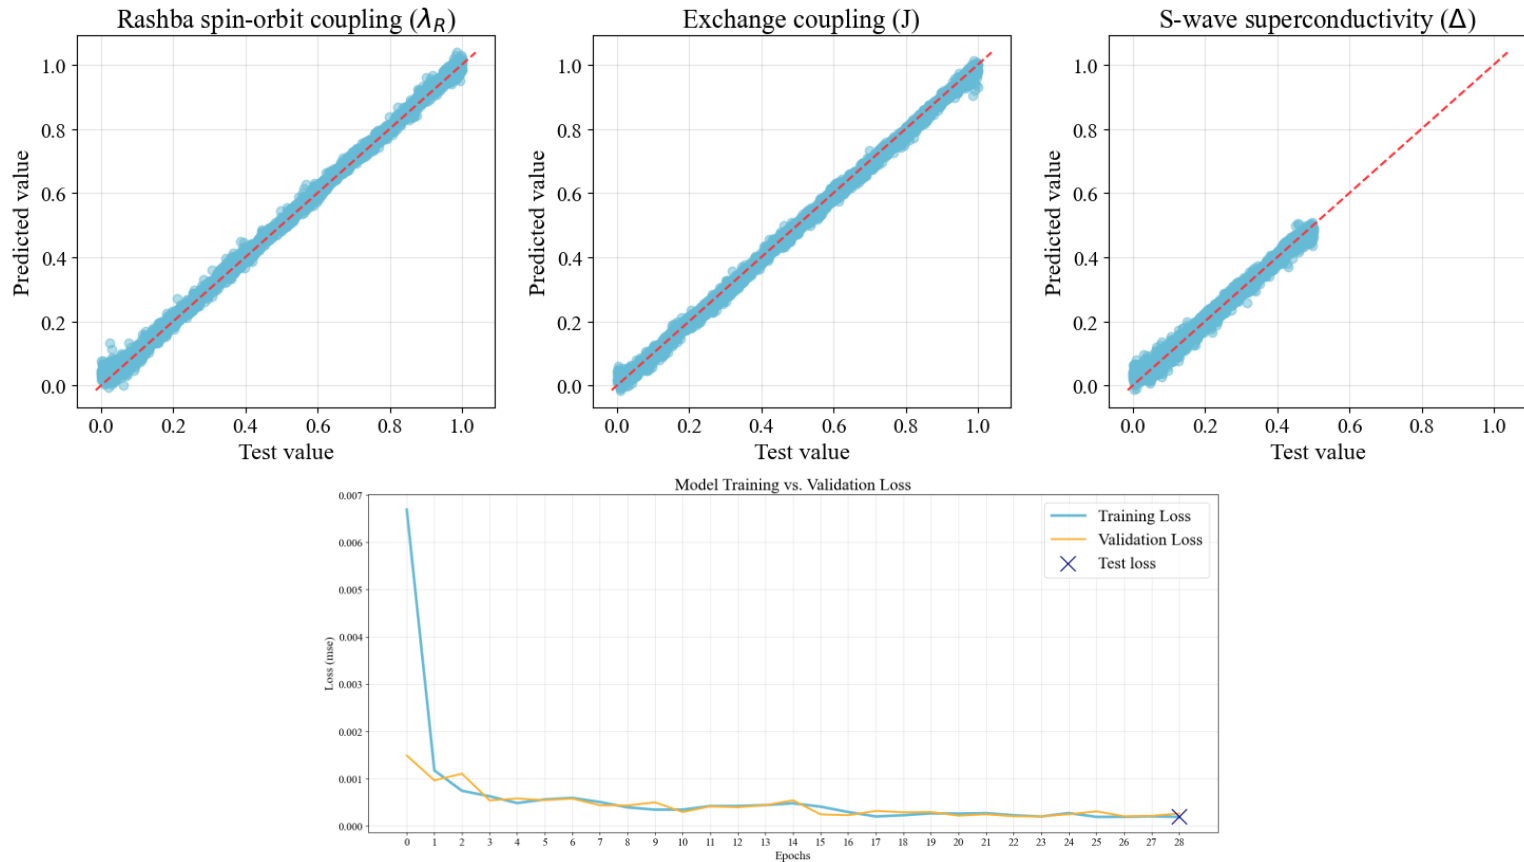 Rashba spin-orbit coupling (λ_R)
Exchange coupling (J)
S-wave superconductivity (Δ)
Predicted value
1.0
0.8
0.6
0.4
0.2
0.0
0.0 0.2 0.4 0.6 0.8 1.0
Test value
Predicted value
1.0
0.8
0.6
0.4
0.2
0.0
0.0 0.2 0.4 0.6 0.8 1.0
Test value
Predicted value
1.0
0.8
0.6
0.4
0.2
0.0
0.0 0.2 0.4 0.6 0.8 1.0
Test value
Model Training vs. Validation Loss
Loss (mse)
0.007
0.006
0.005
0.004
0.003
0.002
0.001
0.000
Training Loss
Validation Loss
Test loss
0 1 2 3 4 5 6 7 8 9 10 11 12 13 14 15 16 17 18 19 20 21 22 23 24 25 26 27 28
Epochs